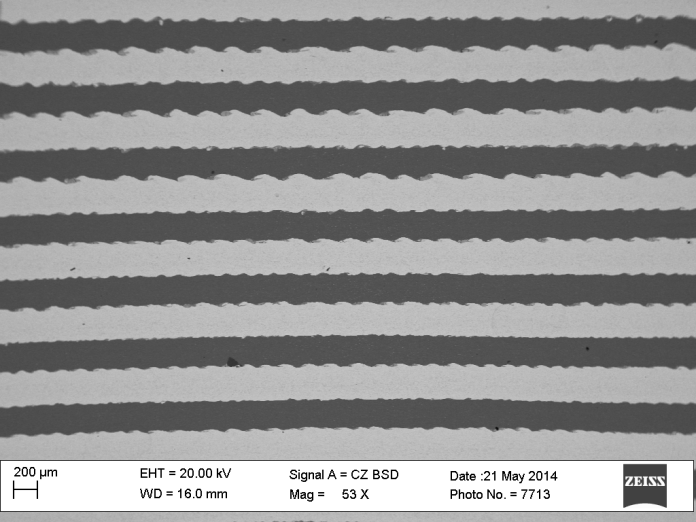 200 µm
EHT = 20.00 kV
Signal A = CZ BSD
Date :21 May 2014
ZEISS
WD = 16.0 mm
Mag = 53 X
Photo No. = 7713